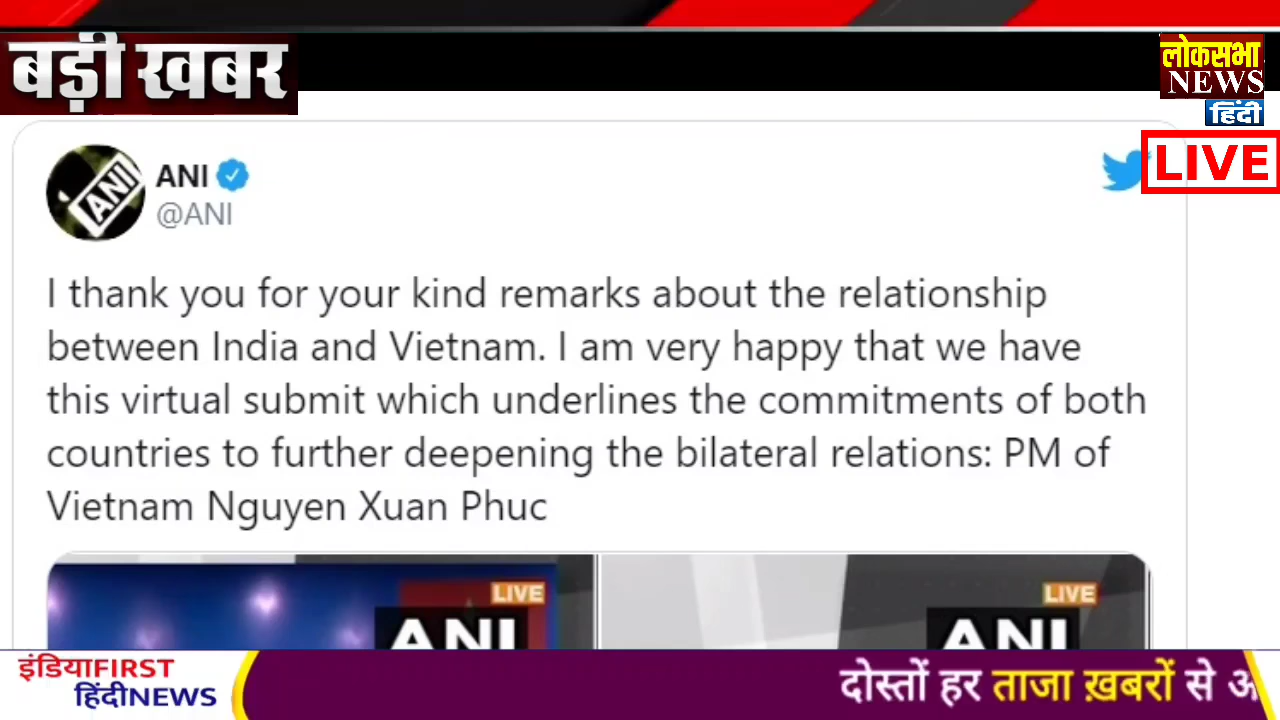 बड़ी खबर
लोकसभा
NEWS
हिंदी
LIVE
ANI
ANI
@ANI
I thank you for your kind remarks about the relationship
between India and Vietnam. I am very happy that we have
this virtual submit which underlines the commitments of both
countries to further deepening the bilateral relations: PM of
Vietnam Nguyen Xuan Phuc
LIVE
ANI
LIVE
ANI
इंडियाFIRST
हिंदीNEWS
दोस्तों हर ताजा ख़बरों से